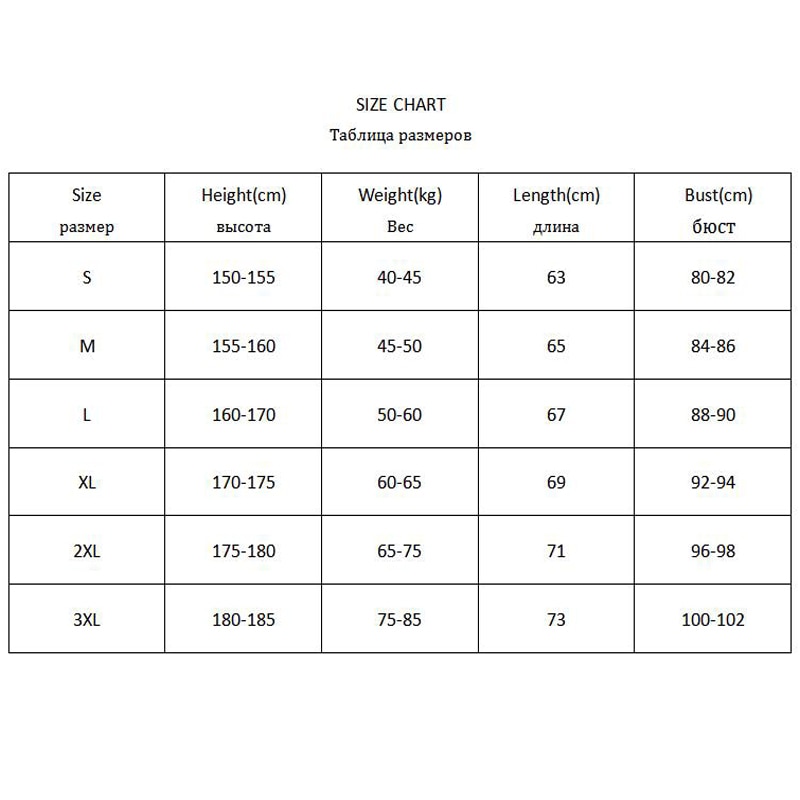 SIZE CHART
Таблица размеров
Size Height(cm) Weight(kg) Length(cm) Bust(cm)
размер высота Вес длина бюст
S 150-155 40-45 63 80-82
M 155-160 45-50 65 84-86
L 160-170 50-60 67 88-90
XL 170-175 60-65 69 92-94
2XL 175-180 65-75 71 96-98
3XL 180-185 75-85 73 100-102